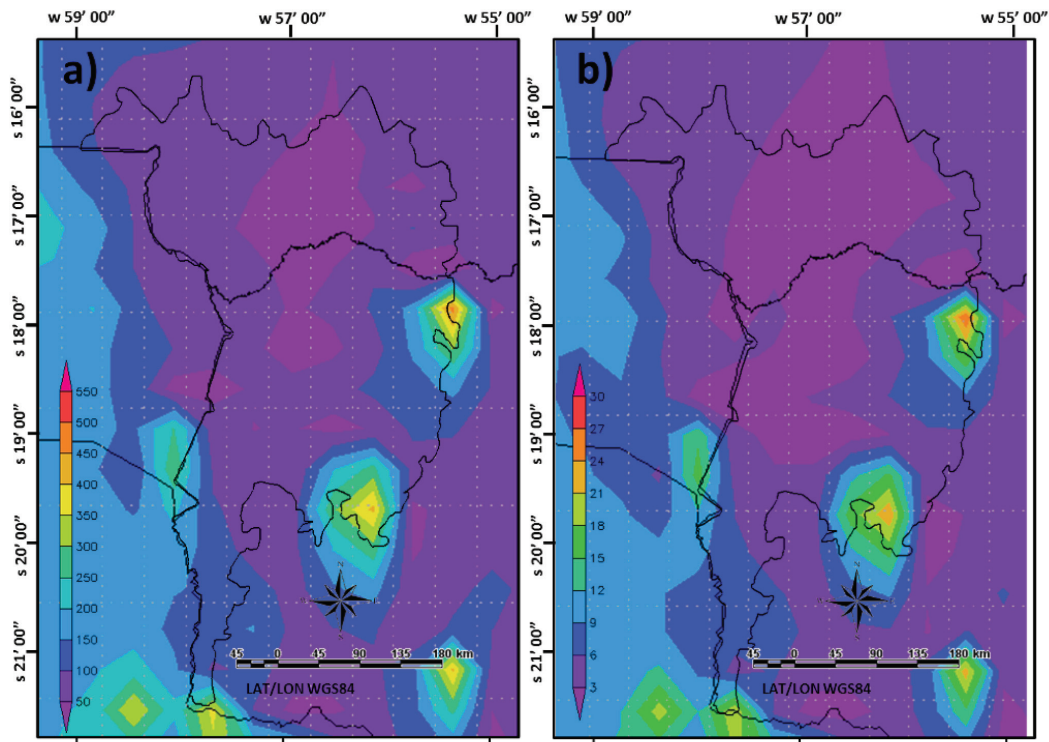 w 59° 00” w 57° 00” w 55° 00”
a)
s 16° 00”
s 17° 00”
s 18° 00”
s 19° 00”
s 20° 00”
s 21° 00”
550
500
450
400
350
300
250
200
150
100
50
45 0 45 90 135 180 km
LAT/LON WGS84
w 59° 00” w 57° 00” w 55° 00”
b)
s 16° 00”
s 17° 00”
s 18° 00”
s 19° 00”
s 20° 00”
s 21° 00”
30
27
24
21
18
15
12
9
6
3
45 0 45 90 135 180 km
LAT/LON WGS84